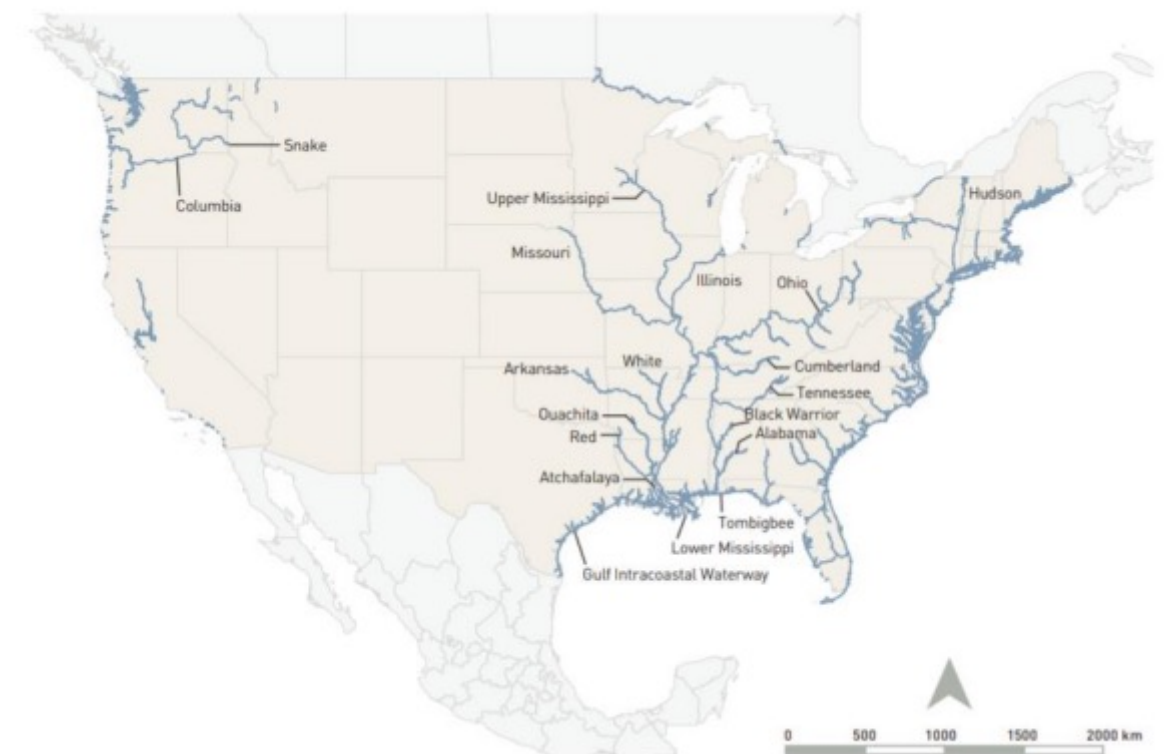 Hudson
Snake
Upper Mississippi
Columbia
Missouri
Illinois
Ohio
White
Arkansas
Cumberland
Tennessee
Ouachita
Black Warrior
Red
Alabama
Atchafalaya
Tombigbee
Lower Mississippi
Gulf Intracoastal Waterway
0 500 1000 1500 2000 km